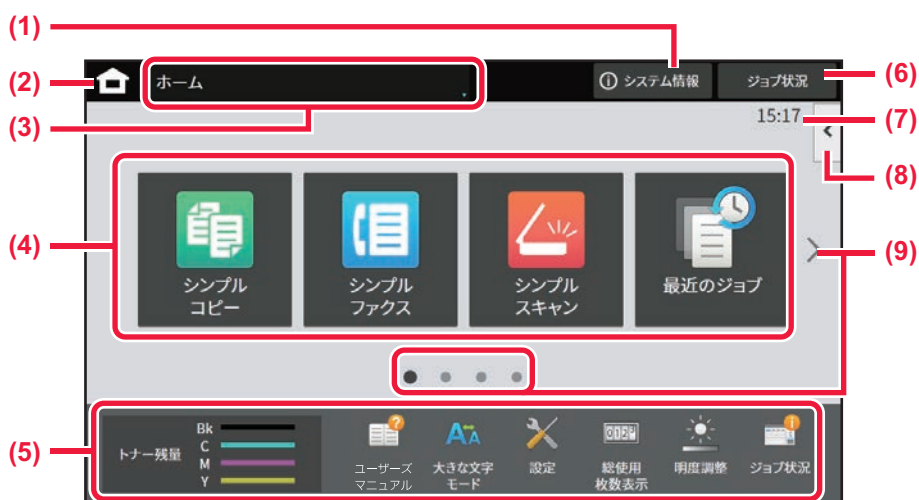 (1)
(2)
ホーム
システム情報
ジョブ状況
(6)
(3)
15:17
(7)
(8)
(4)
シンプル
コピー
シンプル
ファクス
シンプル
スキャン
最近のジョブ
(9)
(5)
トナー残量
Bk
C
M
Y
ユーザーズ
マニュアル
大きな文字
モード
設定
総使用
枚数表示
明度調整
ジョブ状況